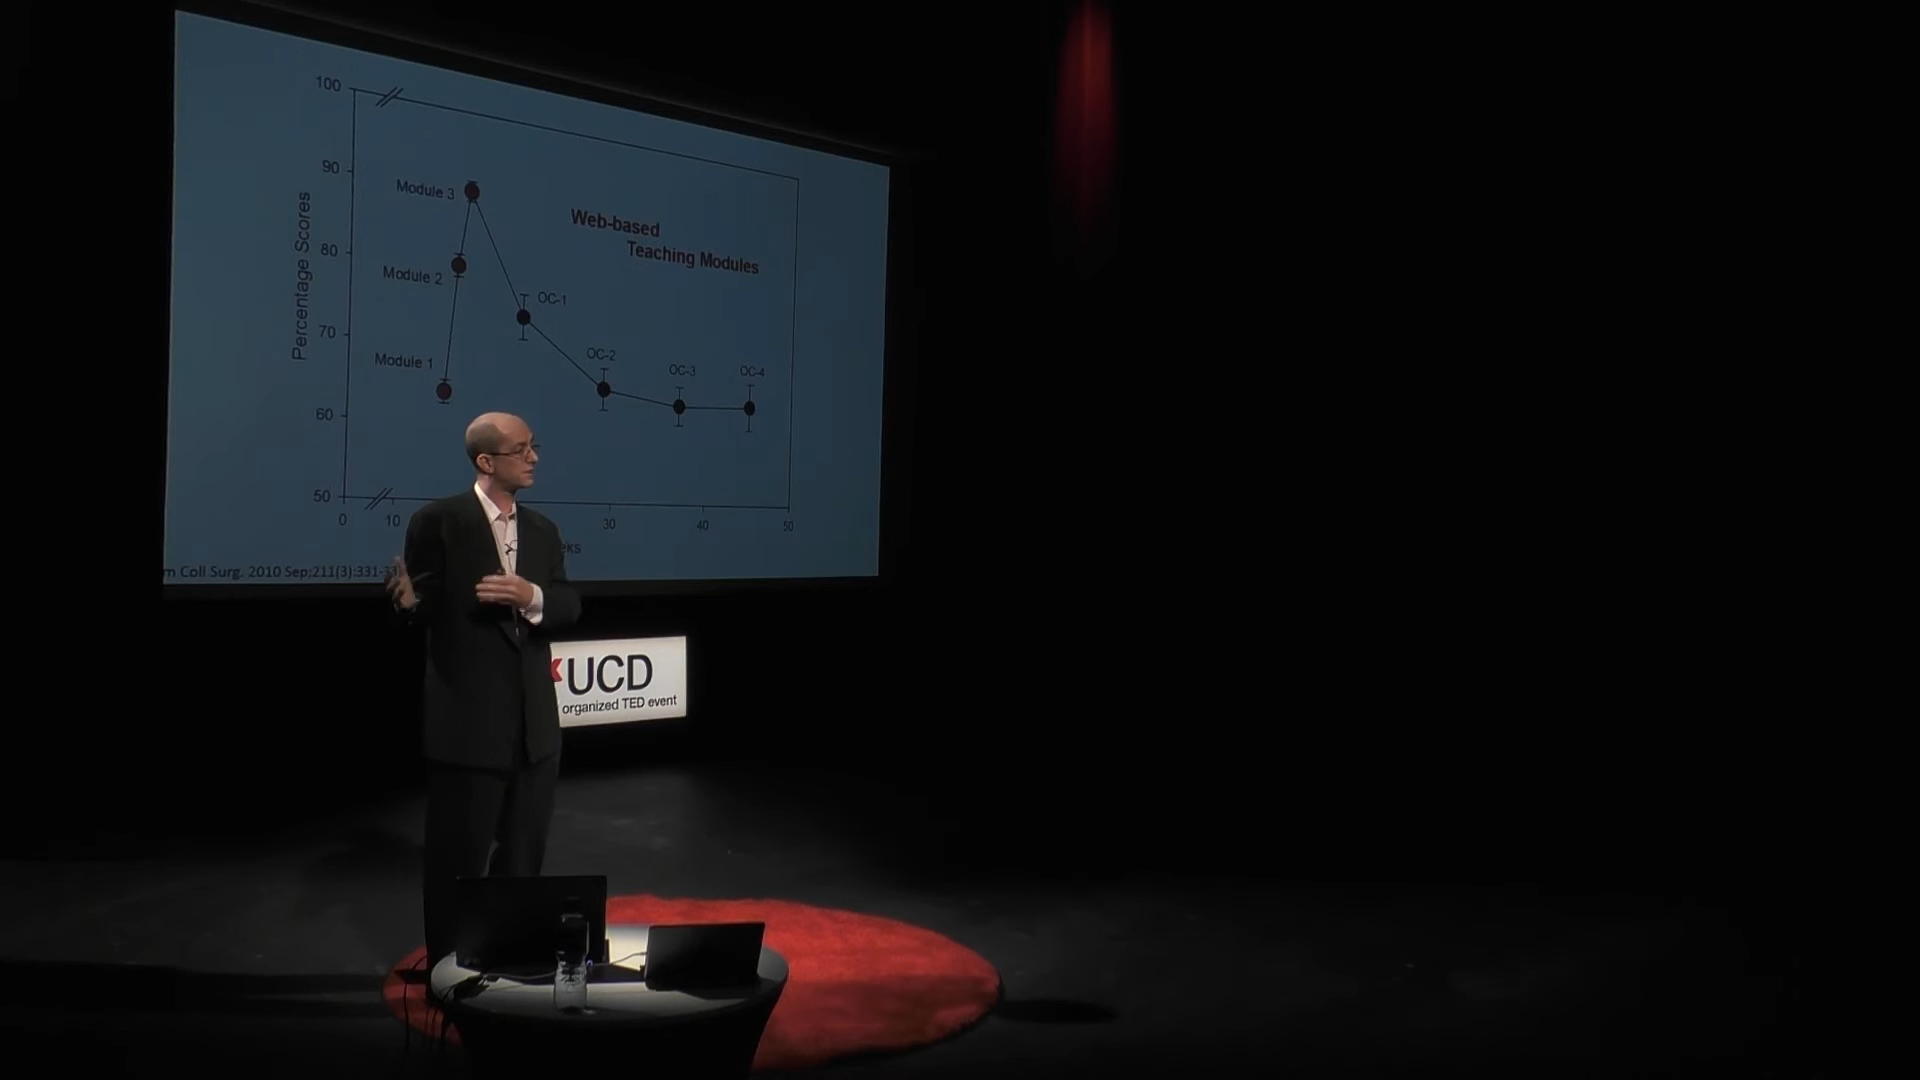 100
90
80
70
60
50
Percentage Scores
Module 3
Module 2
Module 1
Web-based
Teaching Modules
OC-1
OC-2
OC-3
OC-4
0 10 30 40 50
eks
m Coll Surg. 2010 Sep;211(3):331-33
xUCD
organized TED event